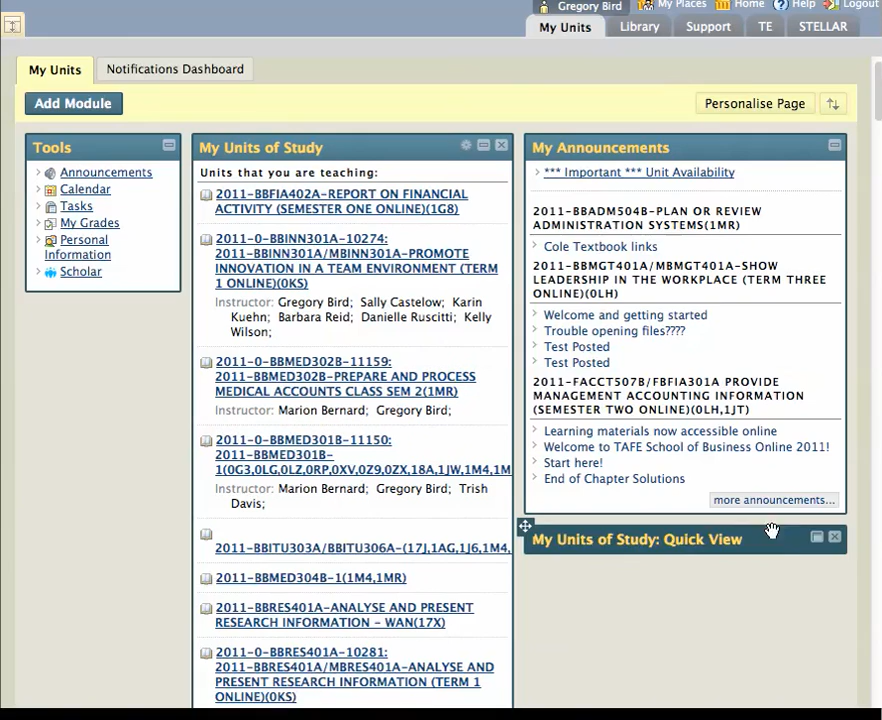 Gregory Bird My Places Home Help Logout
My Units Library Support TE STELLAR
My Units Notifications Dashboard
Add Module Personalise Page
Tools
Announcements
Calendar
Tasks
My Grades
Personal
Information
Scholar
My Units of Study
Units that you are teaching:
2011-BBFIA402A-REPORT ON FINANCIAL
ACTIVITY (SEMESTER ONE ONLINE)(1G8)
2011-0-BBINN301A-10274:
2011-BBINN301A/MBINN301A-PROMOTE
INNOVATION IN A TEAM ENVIRONMENT (TERM
1 ONLINE)(0KS)
Instructor: Gregory Bird; Sally Castelow; Karin
Kuehn; Barbara Reid; Danielle Ruscitti; Kelly
Wilson;
2011-0-BBMED302B-11159:
2011-BBMED302B-PREPARE AND PROCESS
MEDICAL ACCOUNTS CLASS SEM 2(1MR)
Instructor: Marion Bernard; Gregory Bird;
2011-0-BBMED301B-11150:
2011-BBMED301B-
1(0G3,0LG,0LZ,0RP,0XV,0Z9,0ZX,18A,1JW,1M4,1M
Instructor: Marion Bernard; Gregory Bird; Trish
Davis;
2011-BBITU303A/BBITU306A-(17J,1AG,1J6,1M4,
2011-BBMED304B-1(1M4,1MR)
2011-BBRES401A-ANALYSE AND PRESENT
RESEARCH INFORMATION - WAN(17X)
2011-0-BBRES401A-10281:
2011-BBRES401A/MBRES401A-ANALYSE AND
PRESENT RESEARCH INFORMATION (TERM 1
ONLINE)(0KS)
My Announcements
*** Important *** Unit Availability
2011-BBADM504B-PLAN OR REVIEW
ADMINISTRATION SYSTEMS(1MR)
Cole Textbook links
2011-BBMGT401A/MBMGT401A-SHOW
LEADERSHIP IN THE WORKPLACE (TERM THREE
ONLINE)(0LH)
Welcome and getting started
Trouble opening files????
Test Posted
Test Posted
2011-FACCT507B/FBFIA301A PROVIDE
MANAGEMENT ACCOUNTING INFORMATION
(SEMESTER TWO ONLINE)(0LH,1JT)
Learning materials now accessible online
Welcome to TAFE School of Business Online 2011!
Start here!
End of Chapter Solutions
more announcements...
My Units of Study: Quick View